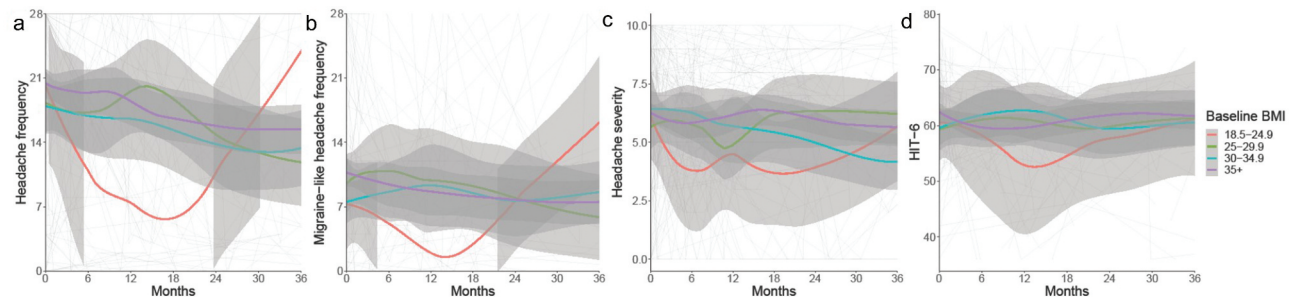 a
Headache frequency
28
21
14
7
0
0 6 12 18 24 30 36
Months
b
Migraine-like headache frequency
28
21
14
7
0
0 6 12 18 24 30 36
Months
c
Headache severity
10.0
7.5
5.0
2.5
0.0
0 6 12 18 24 30 36
Months
d
HIT-6
80
70
60
50
40
0 6 12 18 24 30 36
Months
Baseline BMI
18.5-24.9
25-29.9
30-34.9
35+